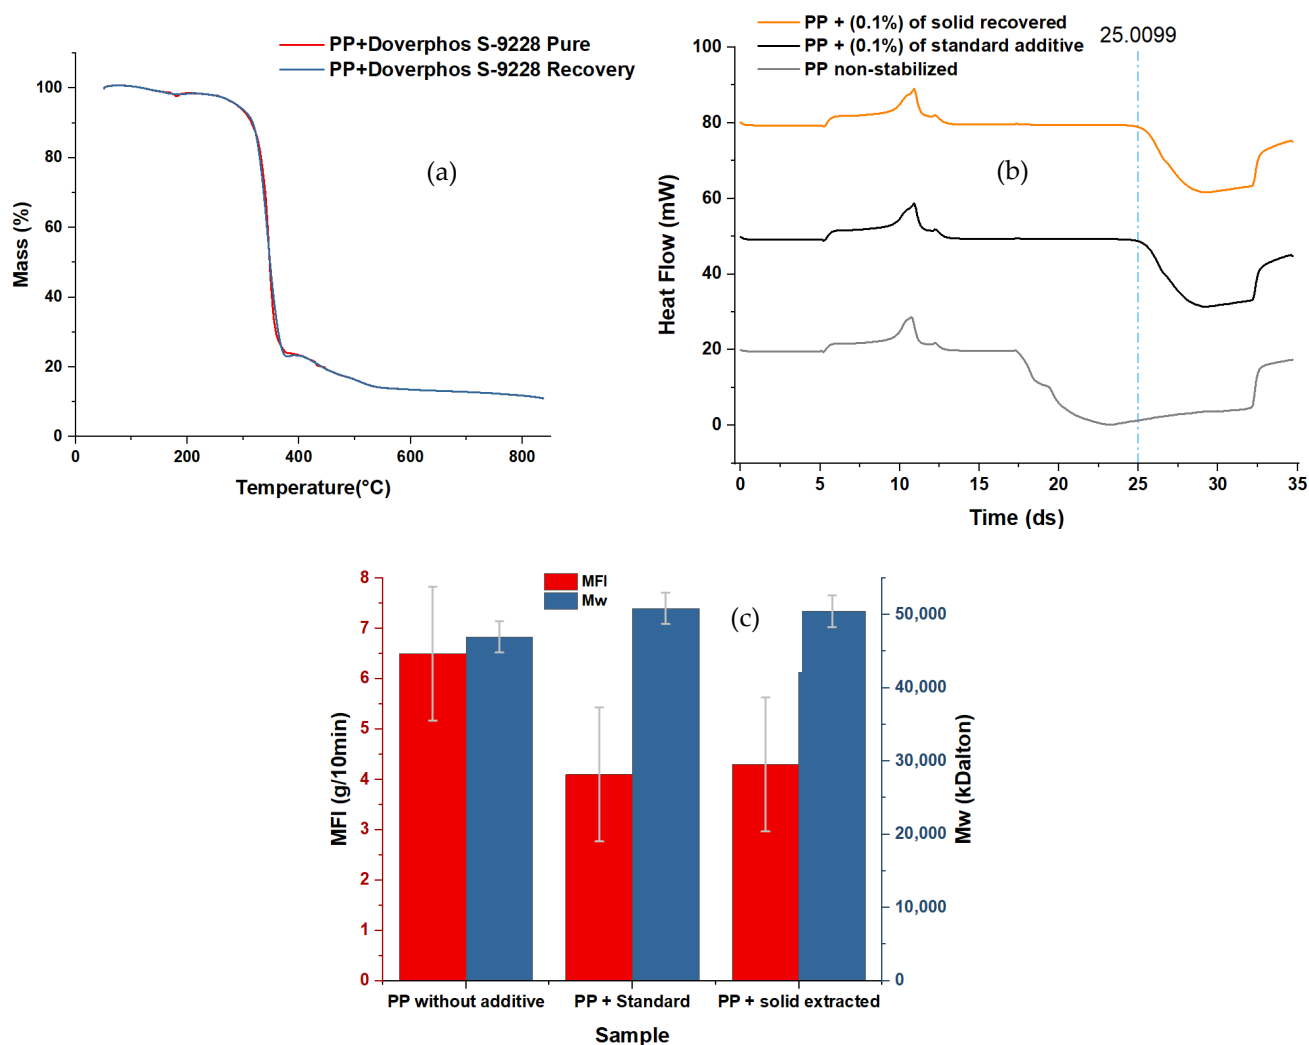 PP+Doverphos S-9228 Pure
PP+Doverphos S-9228 Recovery
100
80
60
40
20
0
Mass (%)
(a)
0 200 400 600 800
Temperature(°C)
PP + (0.1%) of solid recovered
PP + (0.1%) of standard additive
PP non-stabilized
25.0099
100
80
60
40
20
0
Heat Flow (mW)
(b)
0 5 10 15 20 25 30 35
Time (ds)
MFI
Mw
(c)
8
7
6
5
4
3
2
1
0
MFI (g/10min)
50,000
40,000
30,000
20,000
10,000
0
Mw (kDalton)
PP without additive PP + Standard PP + solid extracted
Sample